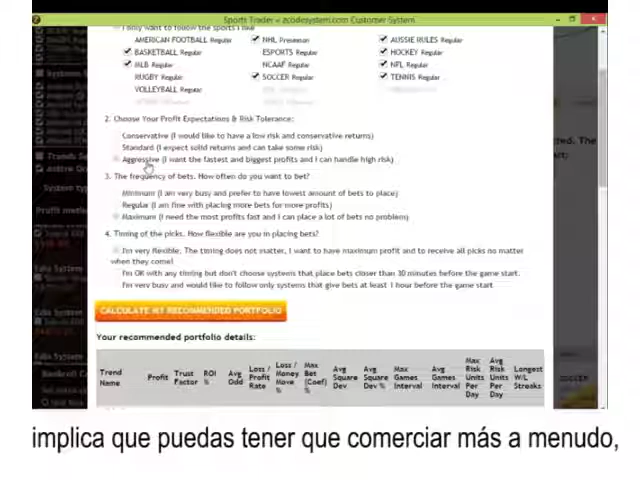 Sports Trader « zcodesystem.com Customer System
I only want to follow the sports I like
AMERICAN FOOTBALL Regular NHL Preseason AUSSIE RULES Regular
BASKETBALL Regular ESPORTS Regular HOCKEY Regular
MLB Regular NCAAF Regular NFL Regular
RUGBY Regular SOCCER Regular TENNIS Regular
VOLLEYBALL Regular
2. Choose Your Profit Expectations & Risk Tolerance:
Conservative (I would like to have a low risk and conservative returns)
Standard (I expect solid returns and can take some risk)
Aggressive (I want the fastest and biggest profits and I can handle high risk)
3. The frequency of bets. How often do you want to bet?
Minimum (I am very busy and prefer to have lowest amount of bets to place)
Regular (I am fine with placing more bets for more profits)
Maximum (I need the most profits fast and I can place a lot of bets no problem)
4. Timing of the picks. How flexible are you in placing bets?
I'm very flexible. The timing does not matter, I want to have maximum profit and to receive all picks no matter
when they come!
I'm OK with any timing but don't choose systems that place bets closer than 30 minutes before the game start.
I'm very busy and would like to follow only systems that give bets at least 1 hour before the game start
CALCULATE MY RECOMMENDED PORTFOLIO
Your recommended portfolio details:
Trend Name Profit Trust Factor ROI % Avg Odd Loss / Profit Rate Loss / Money Move % Max Bet (Coef) % Avg Square Dev Avg Square Dev % Max Games Interval Avg Games Interval Max Risk Units Per Day Avg Risk Units Per Day Longest W/L Streaks
implica que puedas tener que comerciar más a menudo,